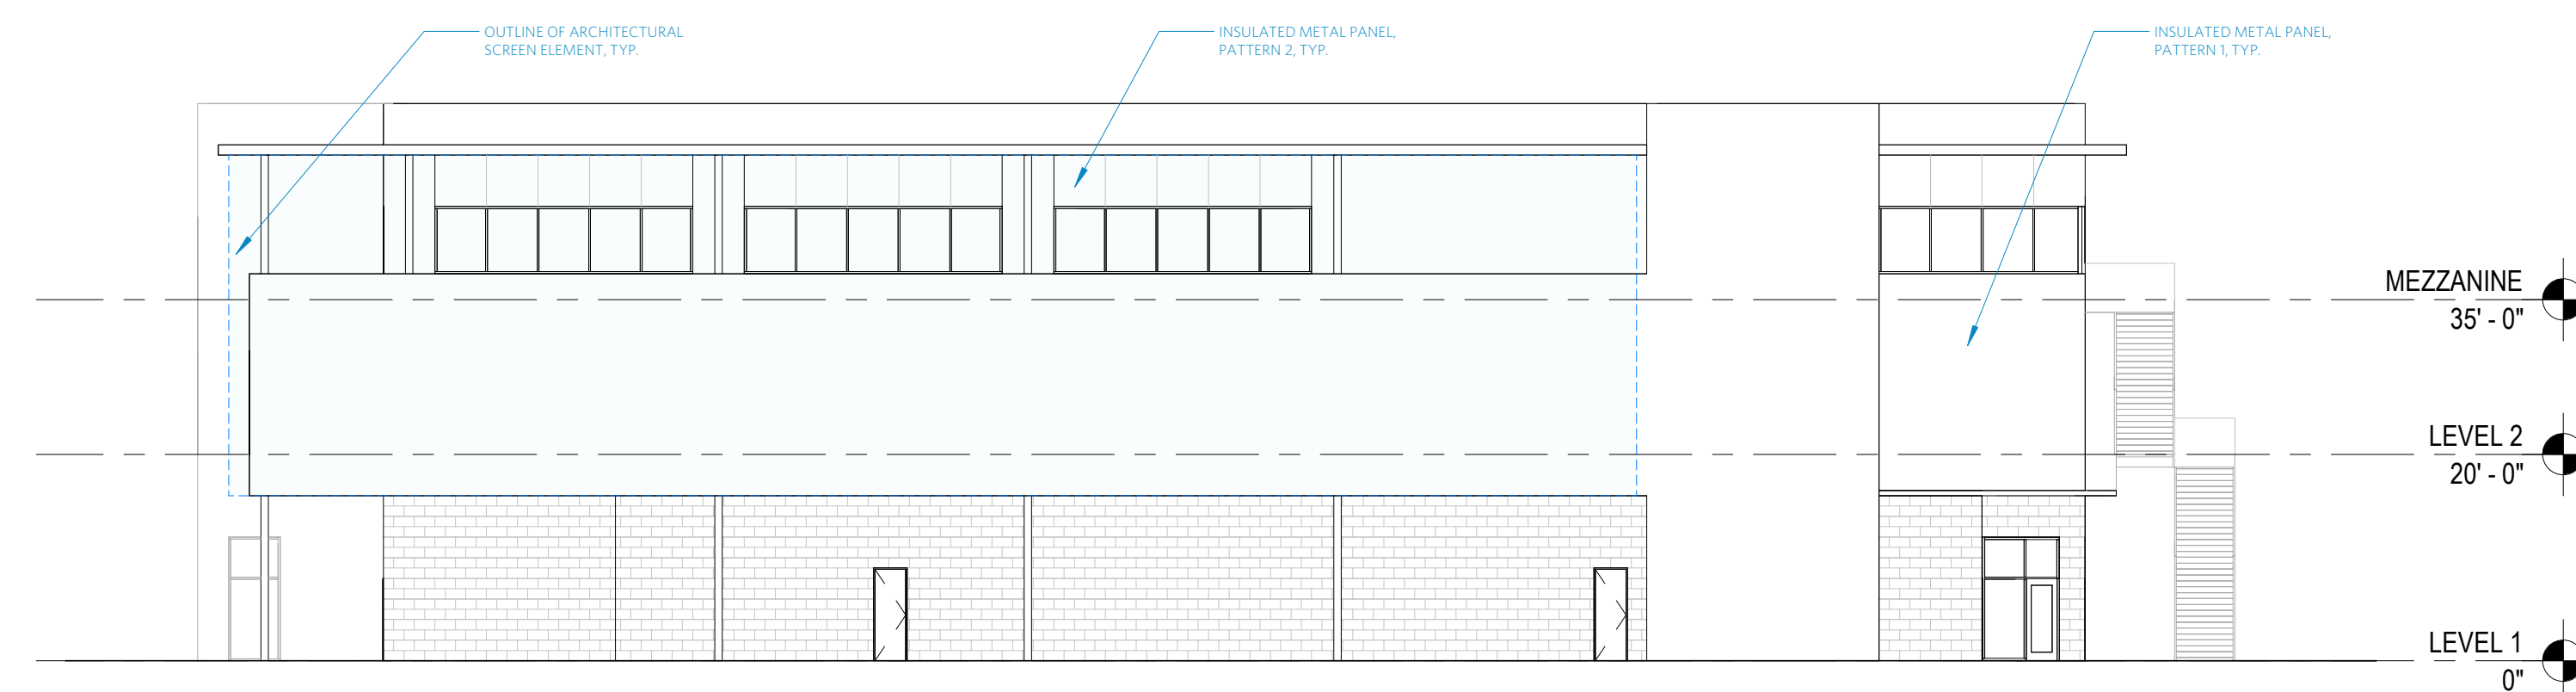 OUTLINE OF ARCHITECTURAL
SCREEN ELEMENT, TYP.
INSULATED METAL PANEL,
PATTERN 2, TYP.
INSULATED METAL PANEL,
PATTERN 1, TYP.
MEZZANINE
35' - 0"
LEVEL 2
20' - 0"
LEVEL 1
0"